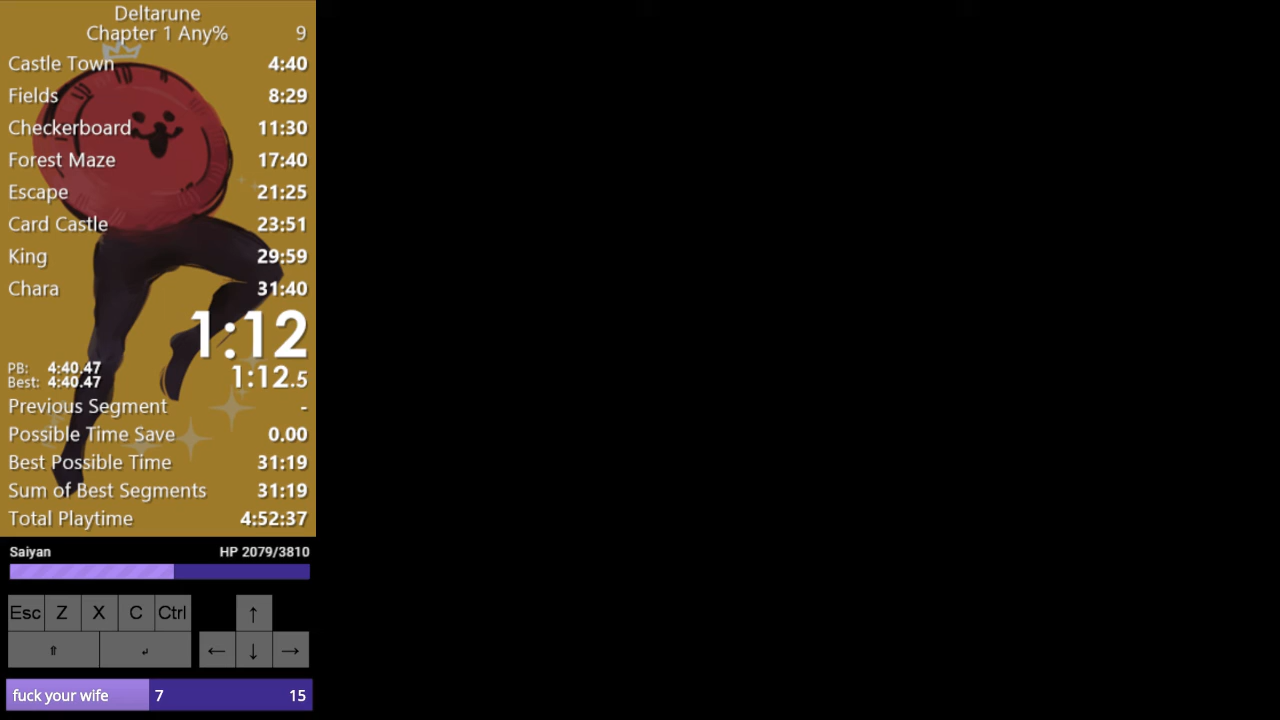 Deltarune
Chapter 1 Any% 9
Castle Town 4:40
Fields 8:29
Checkerboard 11:30
Forest Maze 17:40
Escape 21:25
Card Castle 23:51
King 29:59
Chara 31:40
1:12
PB: 4:40.47
Best: 4:40.47 1:12.5
Previous Segment -
Possible Time Save 0.00
Best Possible Time 31:19
Sum of Best Segments 31:19
Total Playtime 4:52:37
Saiyan HP 2079/3810
Esc Z X C Ctrl ↑
⇧ ↲ ← ↓ →
fuck your wife 7 15